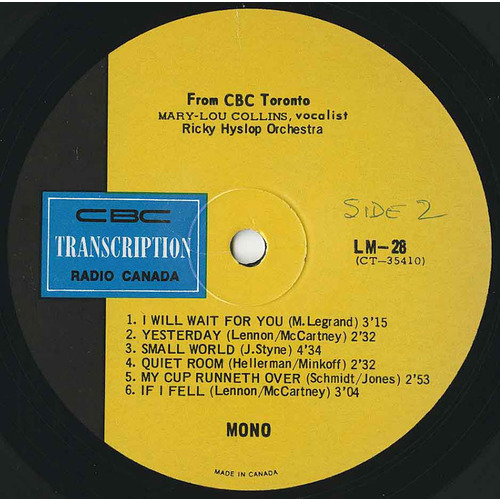 From CBC Toronto
MARY-LOU COLLINS, vocalist
Ricky Hyslop Orchestra
SIDE 2
CBC
TRANSCRIPTION
RADIO CANADA
LM-28
(CT-35410)
1. I WILL WAIT FOR YOU (M.Legrand) 3'15
2. YESTERDAY (Lennon/McCartney) 2'32
3. SMALL WORLD (J.Styne) 4'34
4. QUIET ROOM (Hellerman/Minkoff) 2'32
5. MY CUP RUNNETH OVER (Schmidt/Jones) 2'53
6. IF I FELL (Lennon/McCartney) 3'04
MONO
MADE IN CANADA